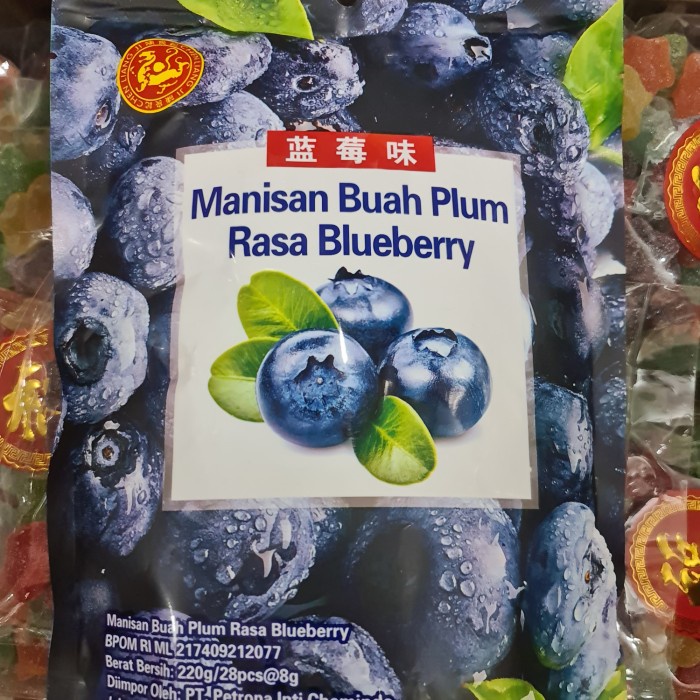 蓝莓味
Manisan Buah Plum
Rasa Blueberry
Manisan Buah Plum Rasa Blueberry
BPOM RI ML 217409212077
Berat Bersih: 220g/28pcs@8g
Diimpor Oleh: PT. Petrona Inti Chemindo